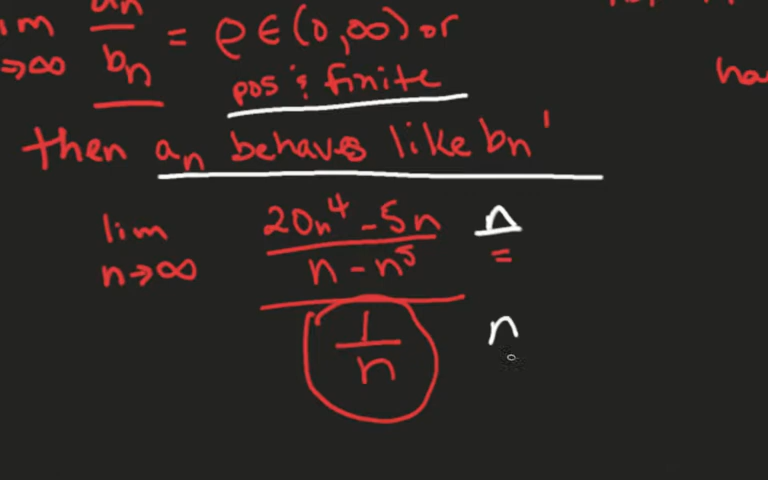 lim an/bn = ρ ∈ (0,∞) or
n→∞
pos & finite
then an behaves like bn'
lim n→∞ ((20n⁴ - 5n)/(n - n⁵))/(1/n) n/
= n